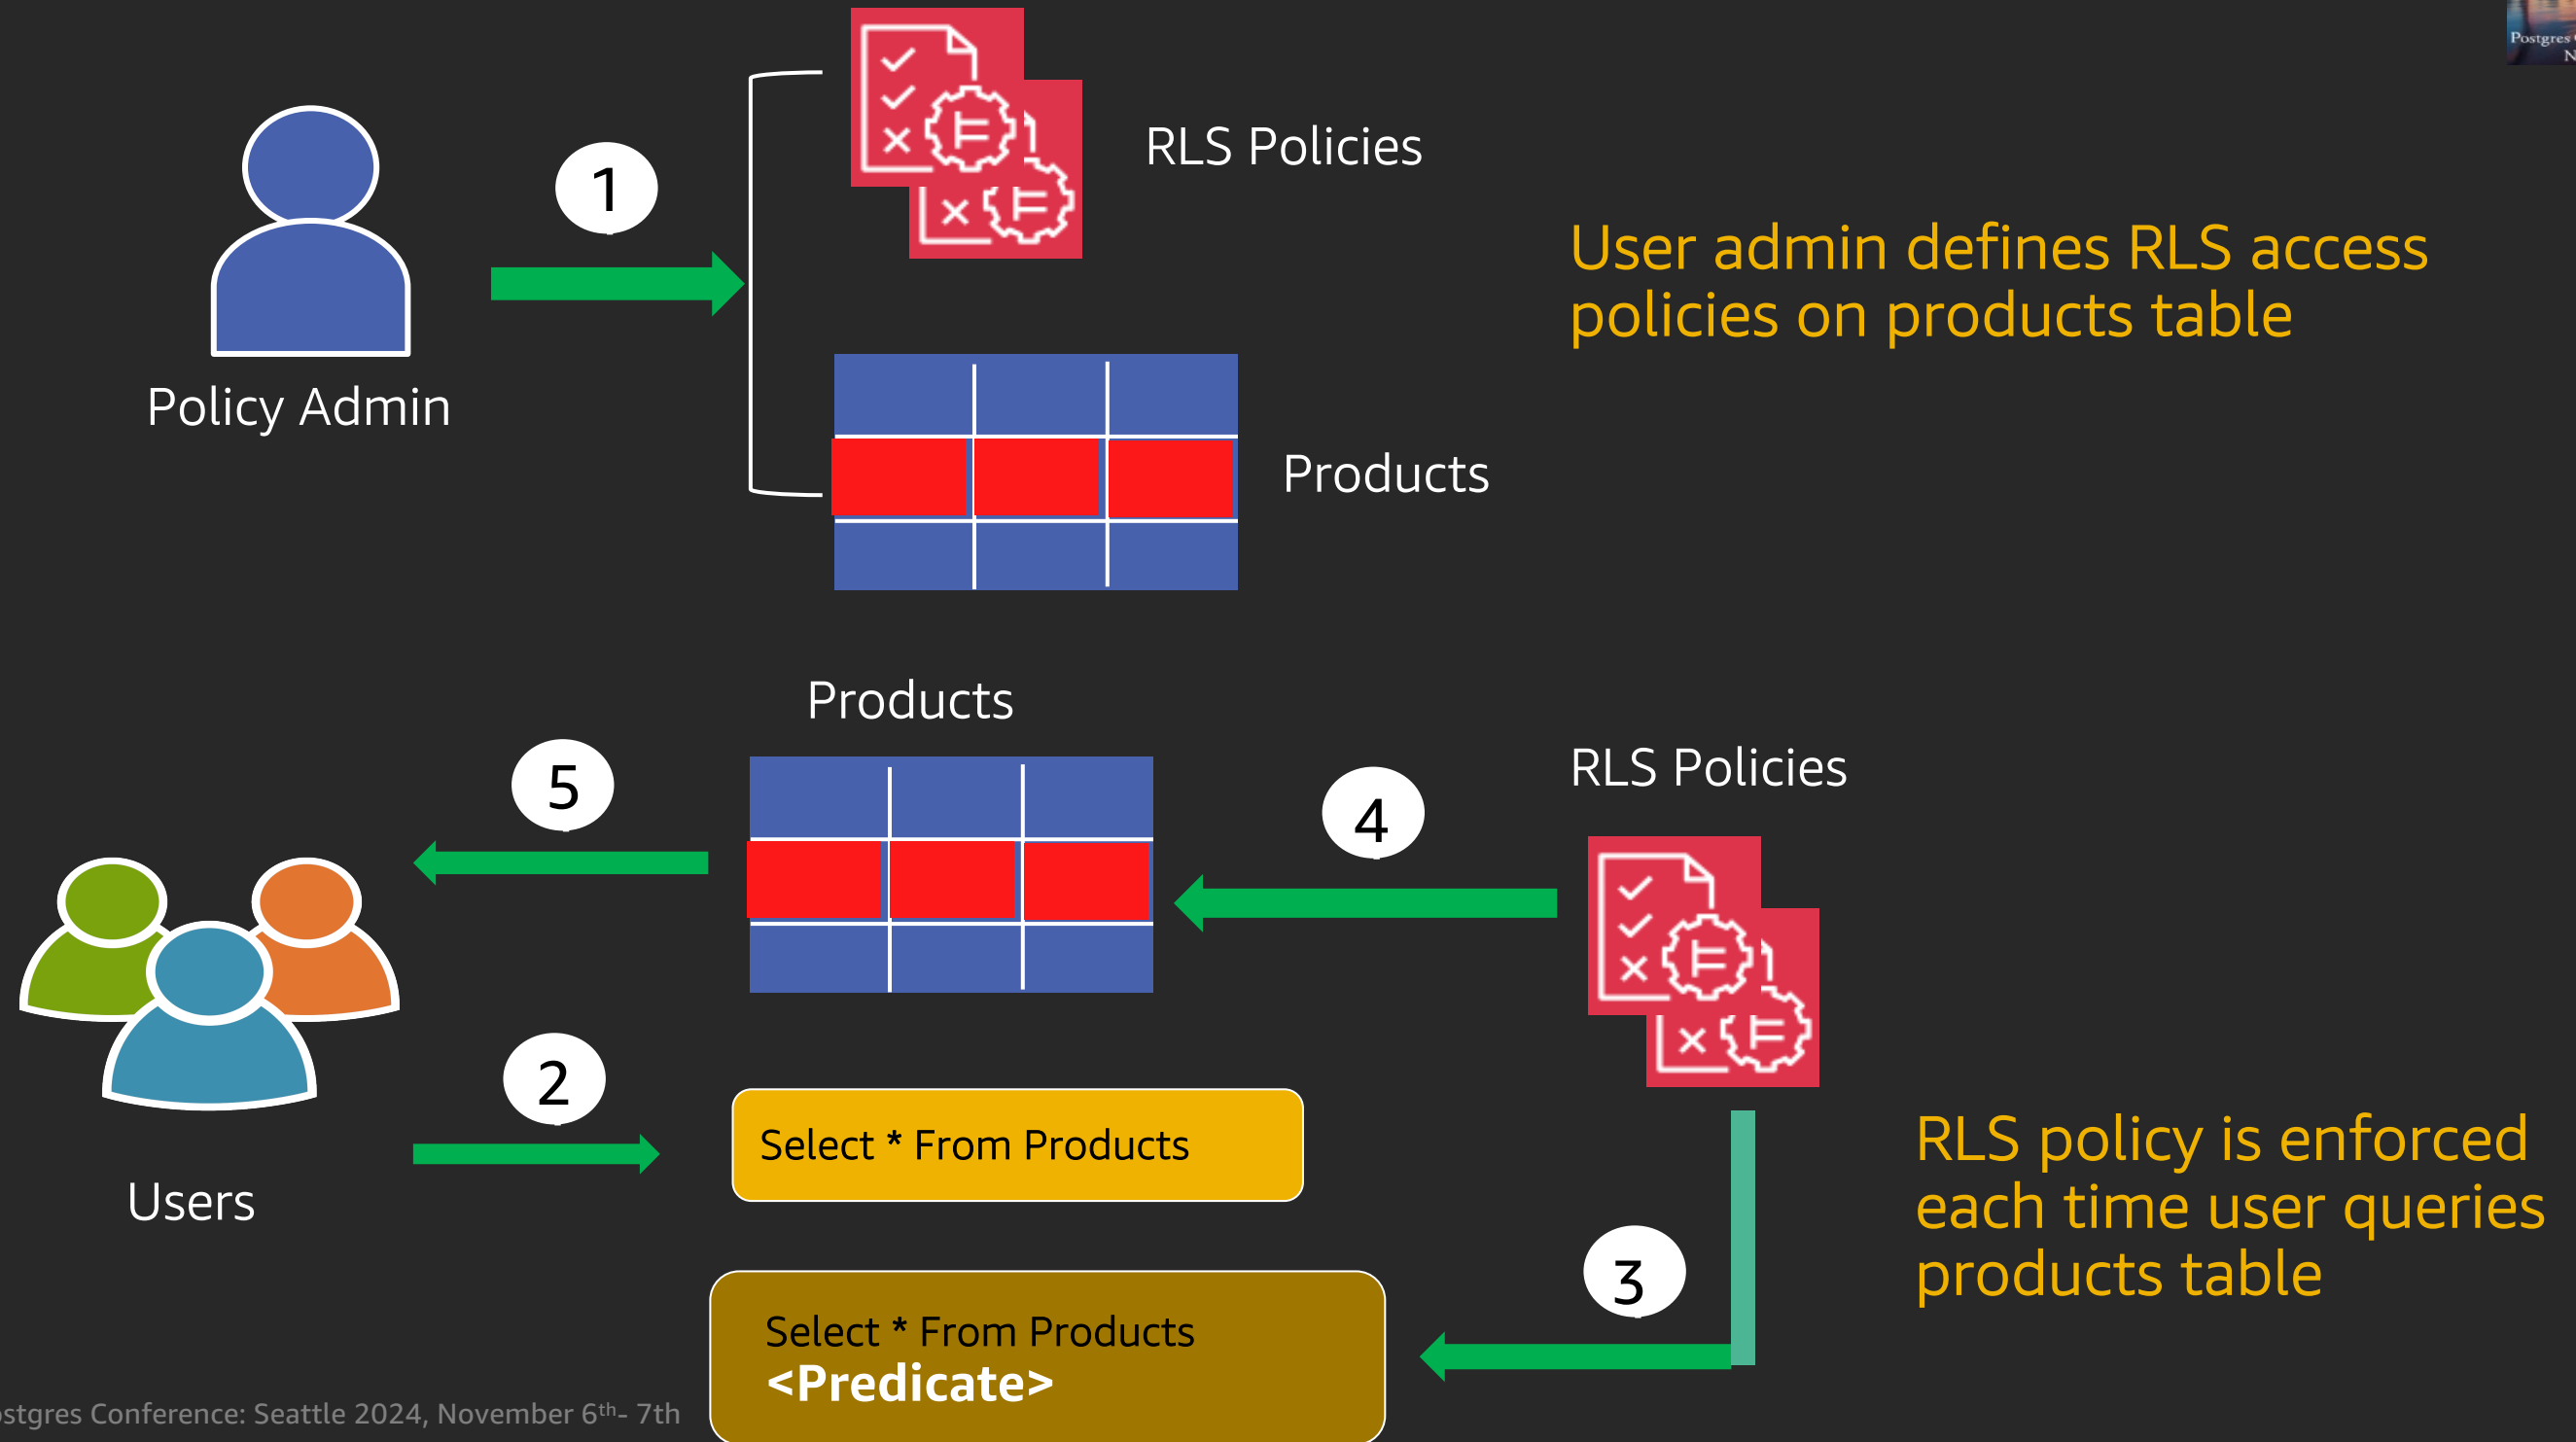 Postgres
N
RLS Policies
1
User admin defines RLS access
policies on products table
Policy Admin
Products
Products
5
RLS Policies
4
2
Select * From Products
Users
RLS policy is enforced
each time user queries
products table
3
Select * From Products
<Predicate>
stgres Conference: Seattle 2024, November 6th- 7th